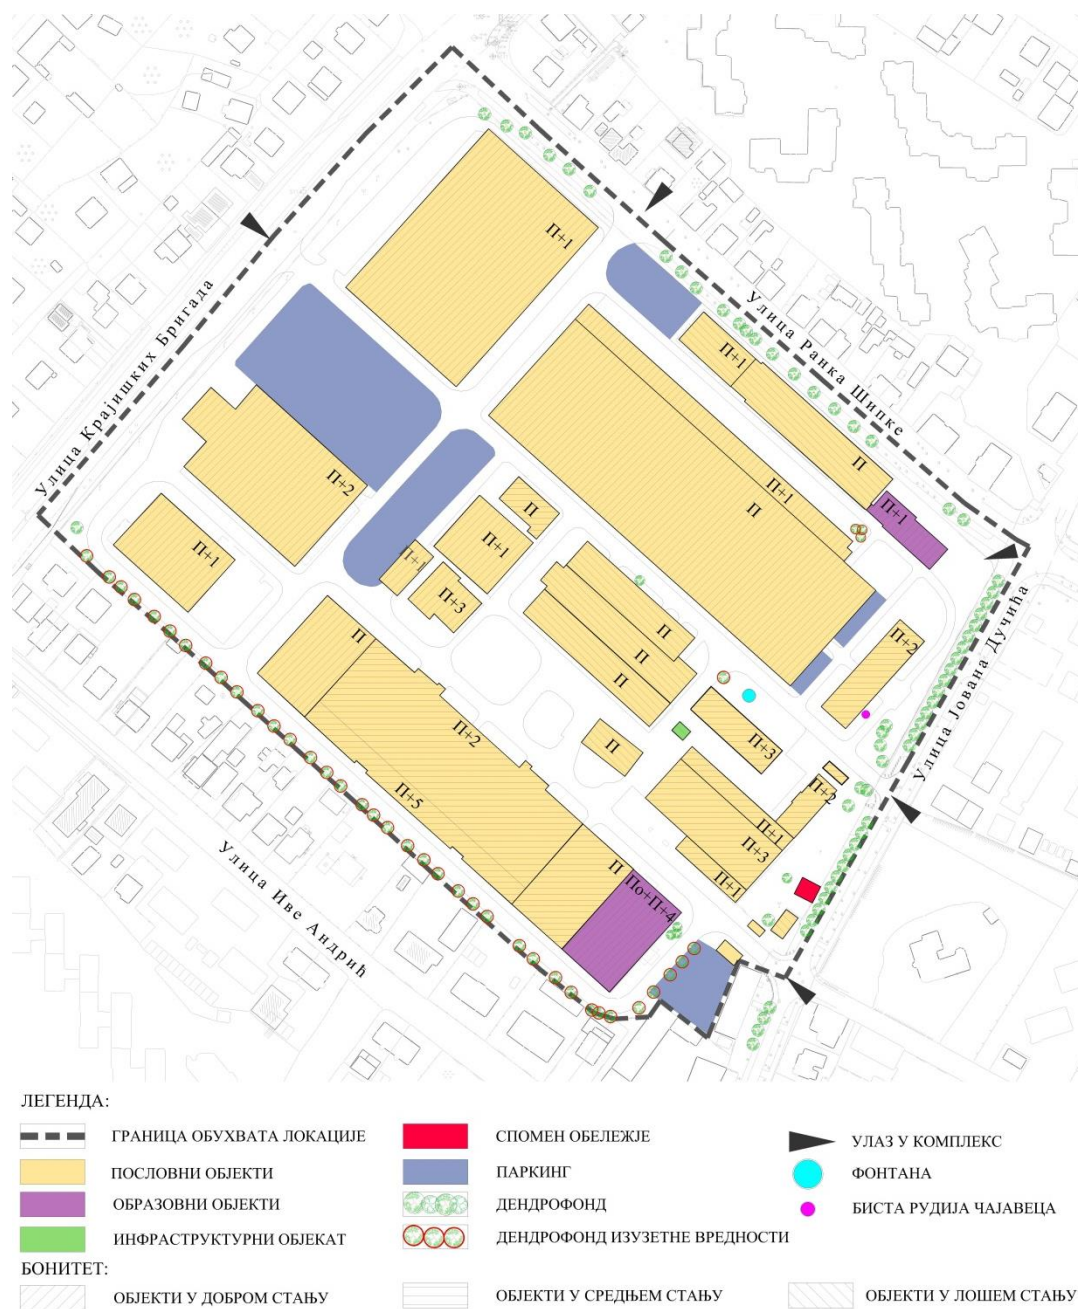 П+1
Улица Крајишких Бригада
Улица Ранка Шипке
П+1
П
П+1
П+1
П
П+2
П
П+1
П+1
П+1
П+3
П
П
П
П+2
П
П+2
П+3
П
П+5
П+2
П+1
П+3
П+1
П
По+П+4
Улица Јована Дучића
Улица Иве Андрић
ЛЕГЕНДА:
ГРАНИЦА ОБУХВАТА ЛОКАЦИЈЕ
СПОМЕН ОБЕЛЕЖЈЕ
УЛАЗ У КОМПЛЕКС
ПОСЛОВНИ ОБЈЕКТИ
ПАРКИНГ
ФОНТАНА
ОБРАЗОВНИ ОБЈЕКТИ
ДЕНДРОФОНД
БИСТА РУДИЈА ЧАЈАВЕЦА
ИНФРАСТРУКТУРНИ ОБЈЕКАТ
ДЕНДРОФОНД ИЗУЗЕТНЕ ВРЕДНОСТИ
БОНИТЕТ:
ОБЈЕКТИ У ДОБРОМ СТАЊУ
ОБЈЕКТИ У СРЕДЊЕМ СТАЊУ
ОБЈЕКТИ У ЛОШЕМ СТАЊУ